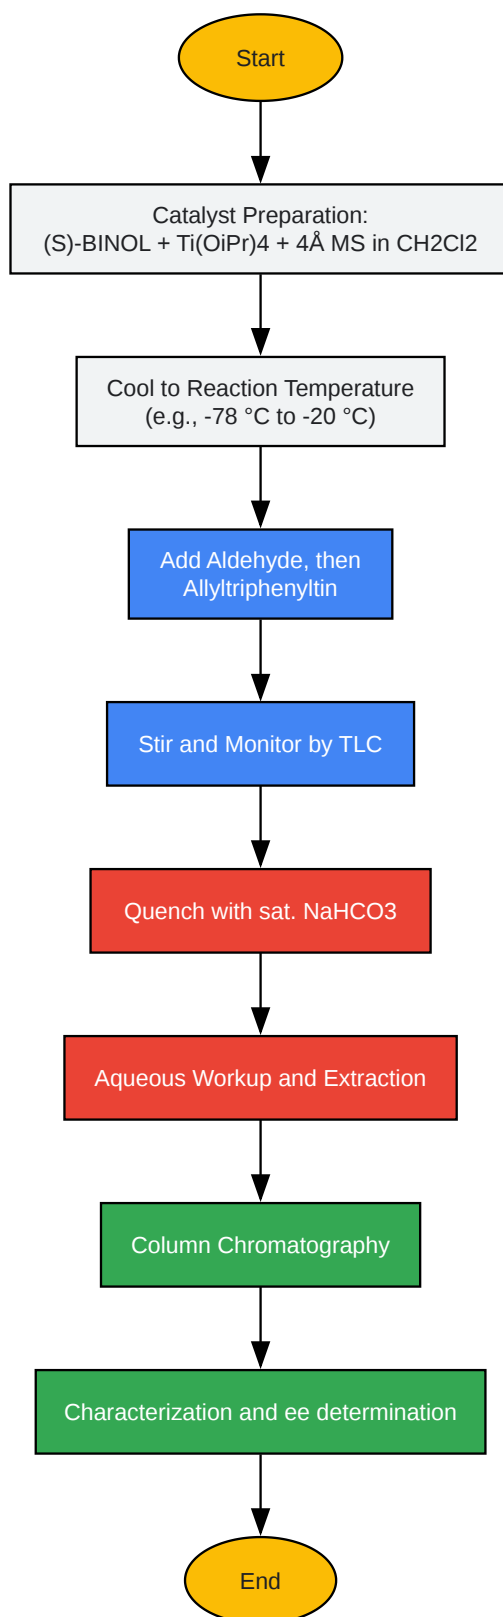 Start
Catalyst Preparation:
(S)-BINOL + Ti(OiPr)4 + 4Å MS in CH2Cl2
Cool to Reaction Temperature
(e.g., -78 °C to -20 °C)
Add Aldehyde, then
Allyltriphenyltin
Stir and Monitor by TLC
Quench with sat. NaHCO3
Aqueous Workup and Extraction
Column Chromatography
Characterization and ee determination
End